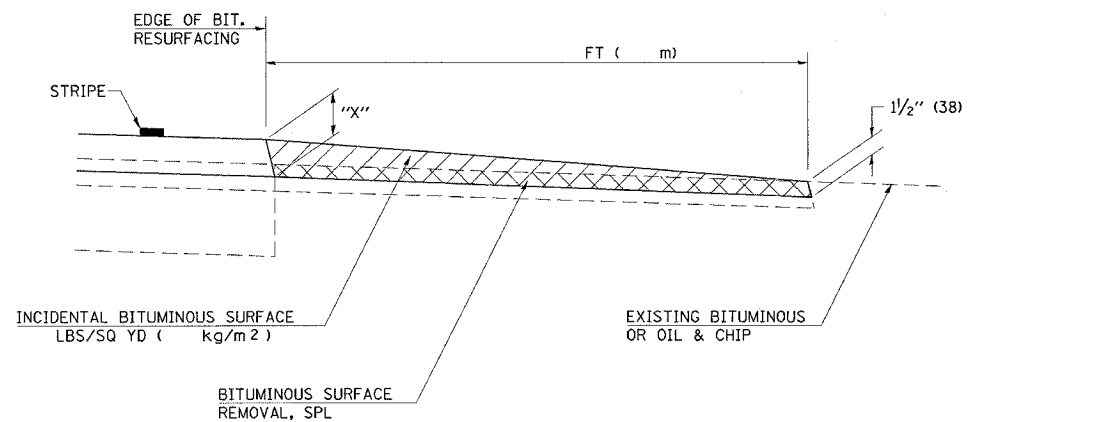 EDGE OF BIT.
RESURFACING
FT (    m)
STRIPE
"X"
1½" (38)
INCIDENTAL BITUMINOUS SURFACE
LBS/SQ YD (    kg/m2)
EXISTING BITUMINOUS
OR OIL & CHIP
BITUMINOUS SURFACE
REMOVAL, SPL